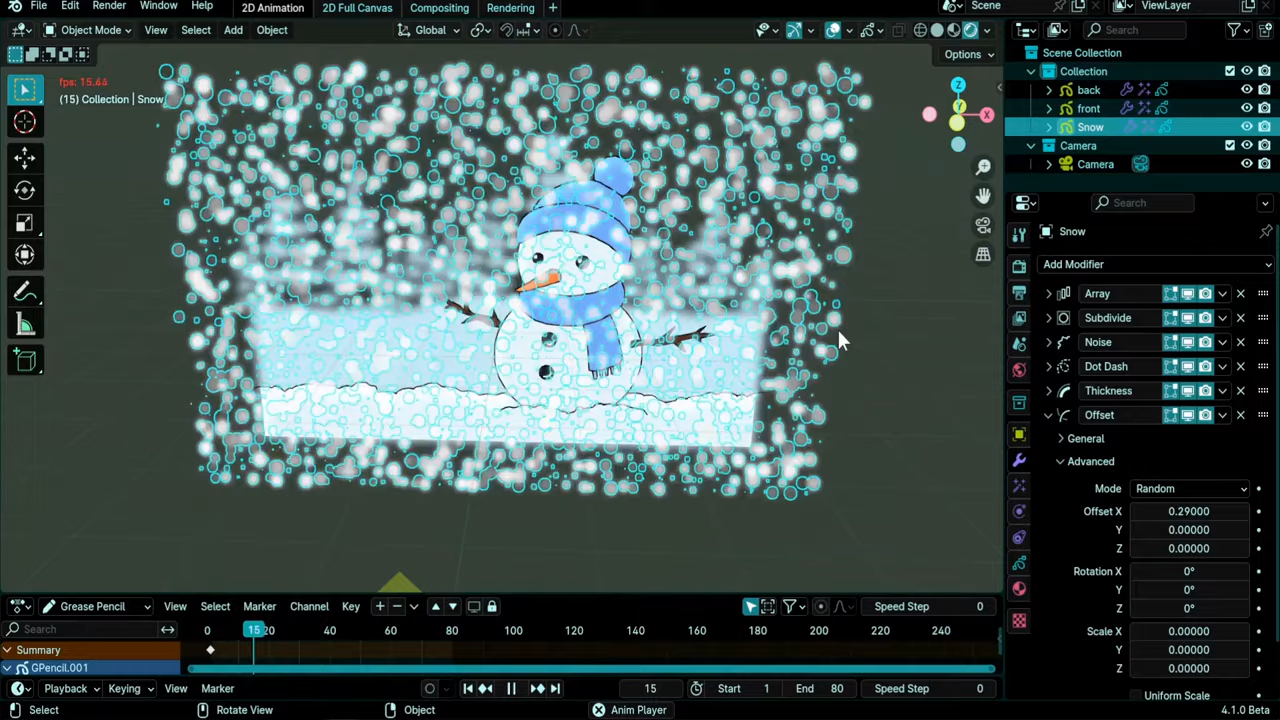 File Edit Render Window Help 2D Animation 2D Full Canvas Compositing Rendering + Scene ViewLayer
Object Mode View Select Add Object Global
Search
Options
fps: 15.64
(15) Collection | Snow
Z
Y
X
Scene Collection
Collection
back
front
Snow
Camera
Camera
Search
Snow
Add Modifier
Array
Subdivide
Noise
Dot Dash
Thickness
Offset
General
Advanced
Mode Random
Offset X 0.29000
Y 0.00000
Z 0.00000
Rotation X 0°
Y 0°
Z 0°
Scale X 0.00000
Y 0.00000
Z 0.00000
Uniform Scale
Grease Pencil View Select Marker Channel Key Speed Step 0
Search 0 15 20 40 60 80 100 120 140 160 180 200 220 240
Summary
GPencil.001
Playback Keying View Marker 15 Start 1 End 80 Speed Step 0
Select Rotate View Object Anim Player 4.1.0 Beta